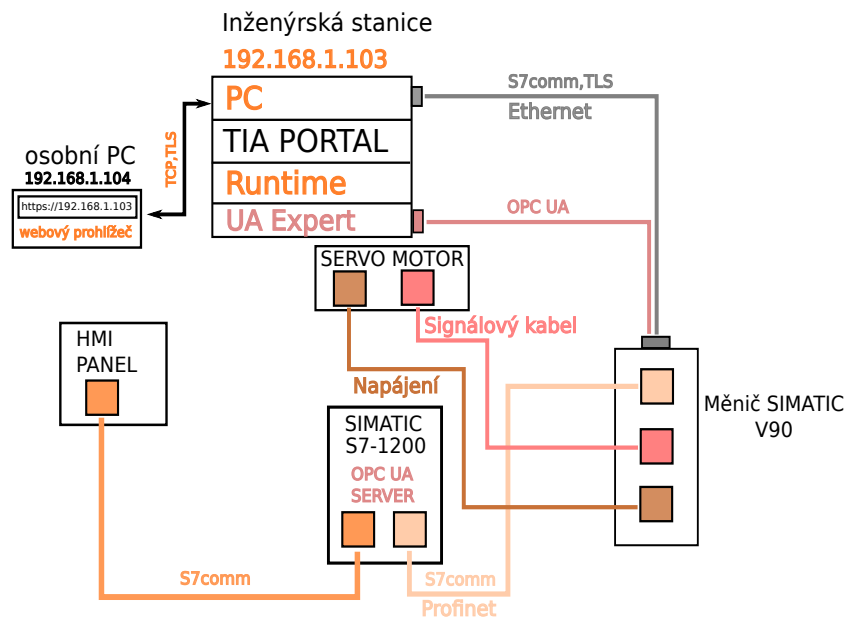 Inženýrská stanice
192.168.1.103
PC
TIA PORTAL
Runtime
UA Expert
S7comm,TLS
Ethernet
OPC UA
TCP,TLS
osobní PC
192.168.1.104
https://192.168.1.103
webový prohlížeč
SERVO MOTOR
Signálový kabel
Napájení
HMI
PANEL
SIMATIC
S7-1200
OPC UA
SERVER
Měnič SIMATIC
V90
S7comm
S7comm
Profinet